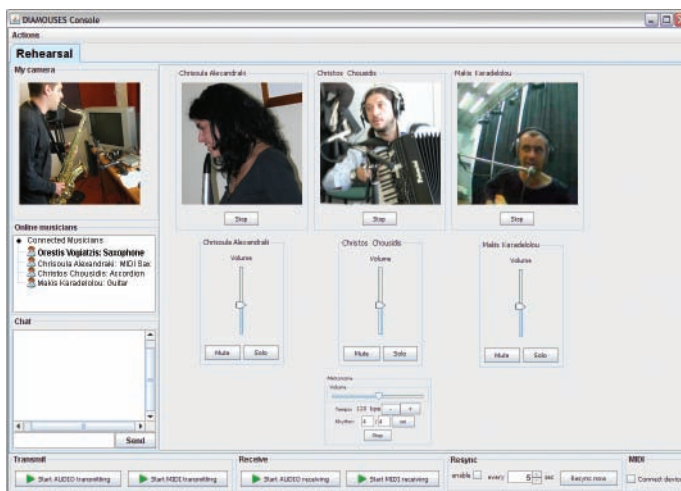 DIAMOUSES Console
Actions
Rehearsal
My camera
Chrisoula Alexandraki
Christos Chousidis
Makis Karadelolou
Stop
Stop
Stop
Online musicians
Connected Musicians
Orestis Vogiatzis: Saxophone
Chrisoula Alexandraki: MIDI Sax
Christos Chousidis: Accordion
Makis Karadelolou: Guitar
Chrisoula Alexandraki
Volume
Mute Solo
Christos Chousidis
Volume
Mute Solo
Makis Karadelolou
Volume
Mute Solo
Chat
Send
Metronome
Volume
Tempo: 120 bpm - +
Rhythm: 4 / 4
Stop
Transmit
Start AUDIO transmitting Start MIDI transmitting
Receive
Start AUDIO receiving Start MIDI receiving
Resync
enable every 5 sec Resync now
MIDI
Connect device